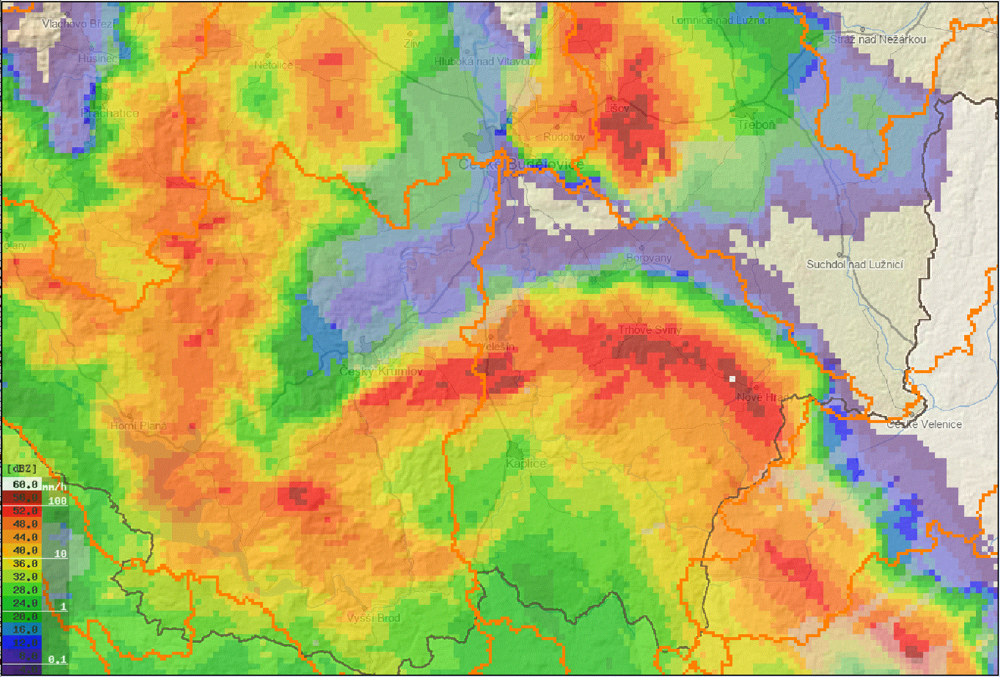 Vlachovo Březí
Lomnice nad Lužnicí
Stráž nad Nežárkou
Zliv
Husinec
Netolice
Hluboká nad Vltavou
Prachatice
Lišov
Třeboň
Rudolfov
České Budějovice
olary
Borovany
Suchdol nad Lužnicí
Trhové Sviny
Velešín
Český Krumlov
Nové Hrad
Horní Planá
České Velenice
Kaplice
Vyšší Brod
[dBZ]
60.0
mm/h
56.0
100
52.0
48.0
44.0
40.0
10
36.0
32.0
28.0
24.0
1
20.0
16.0
12.0
8.0
0.1